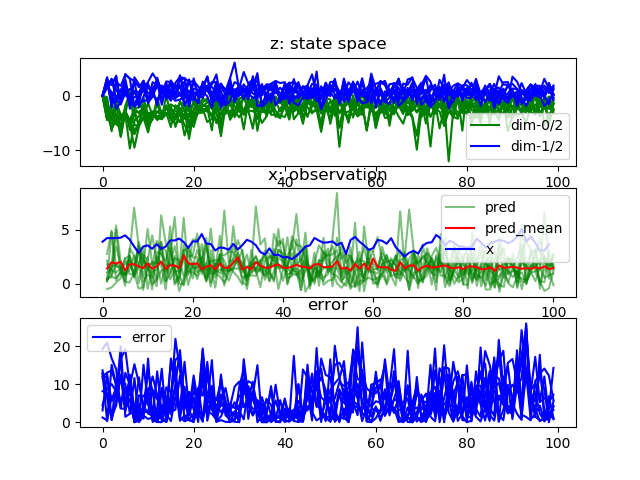 z: state space
0
−10
dim-0/2
dim-1/2
0 20 40 60 80 100
x: observation
5
0
pred
pred_mean
x
0 20 40 60 80 100
error
20
10
0
error
0 20 40 60 80 100